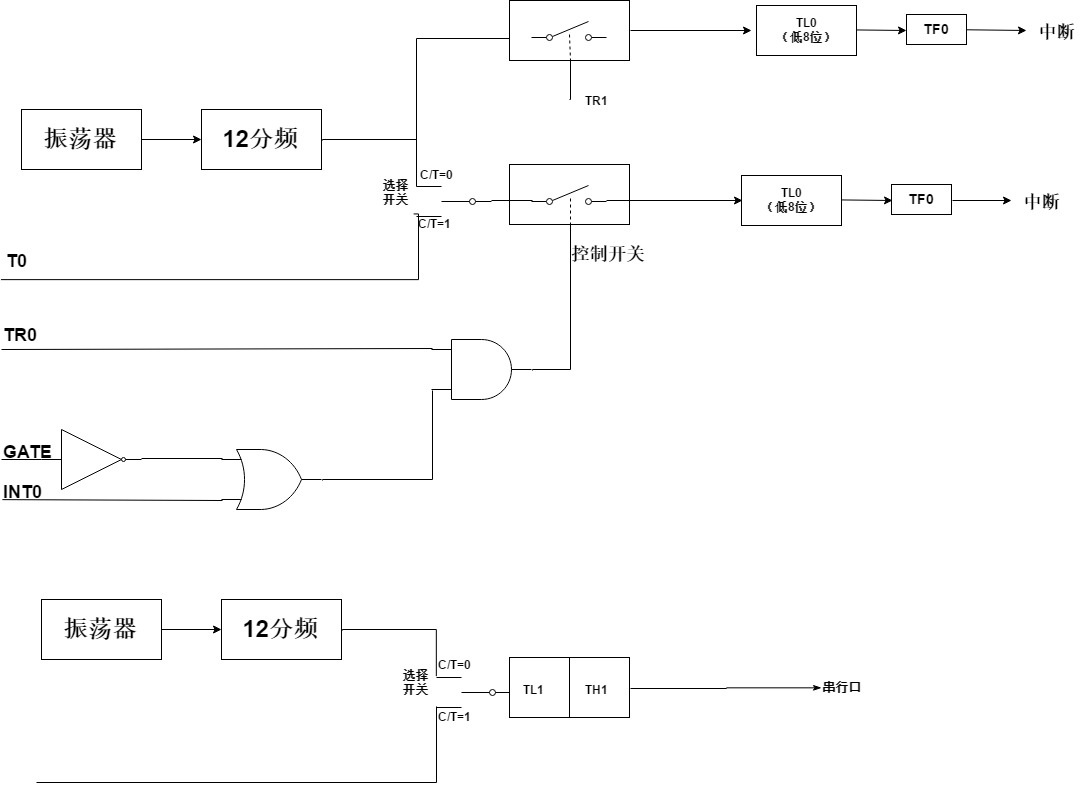 TL0
（低8位）
TF0
中断
TR1
振荡器
12分频
C/T=0
选择
开关
C/T=1
TL0
（低8位）
TF0
中断
控制开关
T0
TR0
GATE
INT0
振荡器
12分频
C/T=0
选择
开关
C/T=1
TL1
TH1
串行口